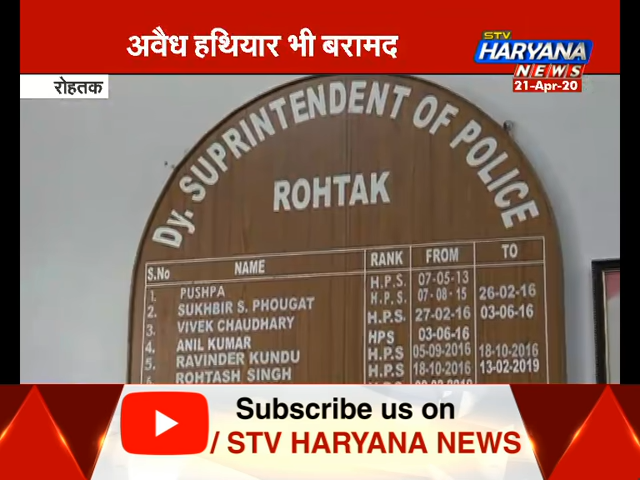 अवैध हथियार भी बरामद
STV
HARYANA
NEWS
21-Apr-20
रोहतक
Dy. SUPRINTENDENT OF POLICE
ROHTAK
S.No NAME RANK FROM TO
1. PUSHPA H.P.S. 07-05-13
2. SUKHBIR S. PHOUGAT H.P.S. 07-08-15 26-02-16
3. VIVEK CHAUDHARY H.P.S. 27-02-16 03-06-16
4. ANIL KUMAR HPS 03-06-16
5. RAVINDER KUNDU H.P.S 05-09-2016 18-10-2016
ROHTASH SINGH H.P.S 18-10-2016 13-02-2019
Subscribe us on
/ STV HARYANA NEWS